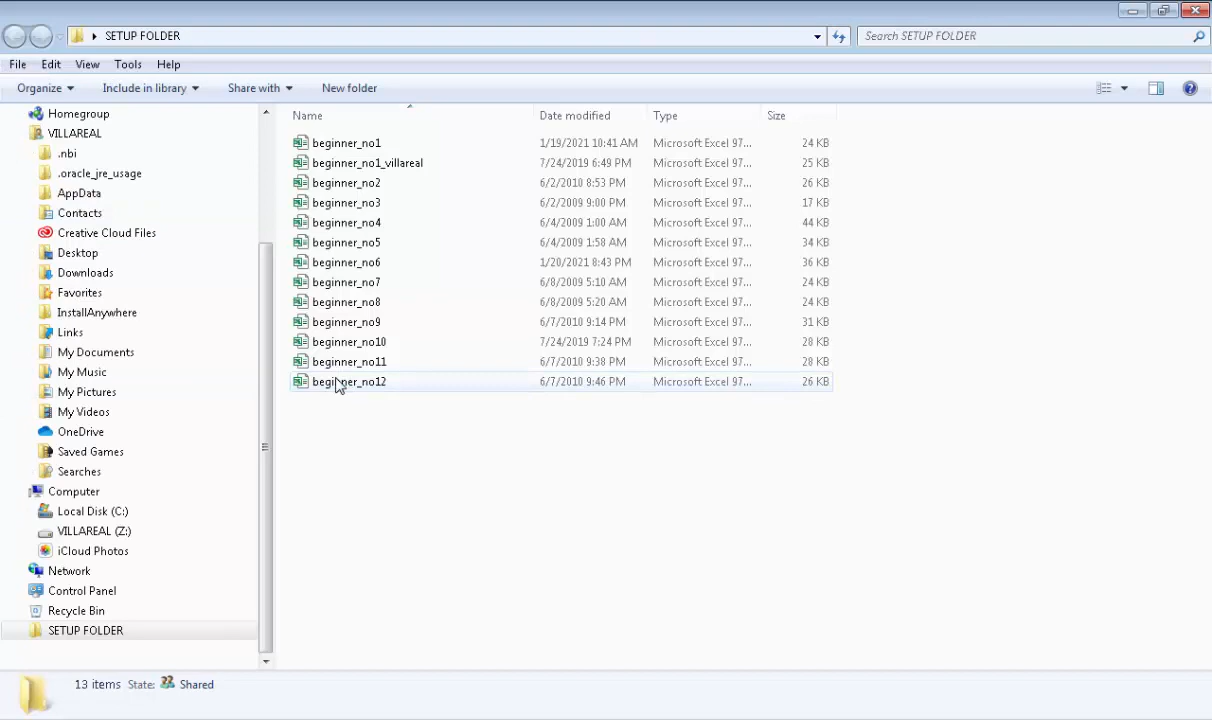 SETUP FOLDER
Search SETUP FOLDER
File Edit View Tools Help
Organize Include in library Share with New folder
Name Date modified Type Size
Homegroup
VILLAREAL
.nbi
.oracle_jre_usage
AppData
Contacts
Creative Cloud Files
Desktop
Downloads
Favorites
InstallAnywhere
Links
My Documents
My Music
My Pictures
My Videos
OneDrive
Saved Games
Searches
Computer
Local Disk (C:)
VILLAREAL (Z:)
iCloud Photos
Network
Control Panel
Recycle Bin
SETUP FOLDER
beginner_no1 1/19/2021 10:41 AM Microsoft Excel 97... 24 KB
beginner_no1_villareal 7/24/2019 6:49 PM Microsoft Excel 97... 25 KB
beginner_no2 6/2/2010 8:53 PM Microsoft Excel 97... 26 KB
beginner_no3 6/2/2009 9:00 PM Microsoft Excel 97... 17 KB
beginner_no4 6/4/2009 1:00 AM Microsoft Excel 97... 44 KB
beginner_no5 6/4/2009 1:58 AM Microsoft Excel 97... 34 KB
beginner_no6 1/20/2021 8:43 PM Microsoft Excel 97... 36 KB
beginner_no7 6/8/2009 5:10 AM Microsoft Excel 97... 24 KB
beginner_no8 6/8/2009 5:20 AM Microsoft Excel 97... 24 KB
beginner_no9 6/7/2010 9:14 PM Microsoft Excel 97... 31 KB
beginner_no10 7/24/2019 7:24 PM Microsoft Excel 97... 28 KB
beginner_no11 6/7/2010 9:38 PM Microsoft Excel 97... 28 KB
beginner_no12 6/7/2010 9:46 PM Microsoft Excel 97... 26 KB
13 items State: Shared